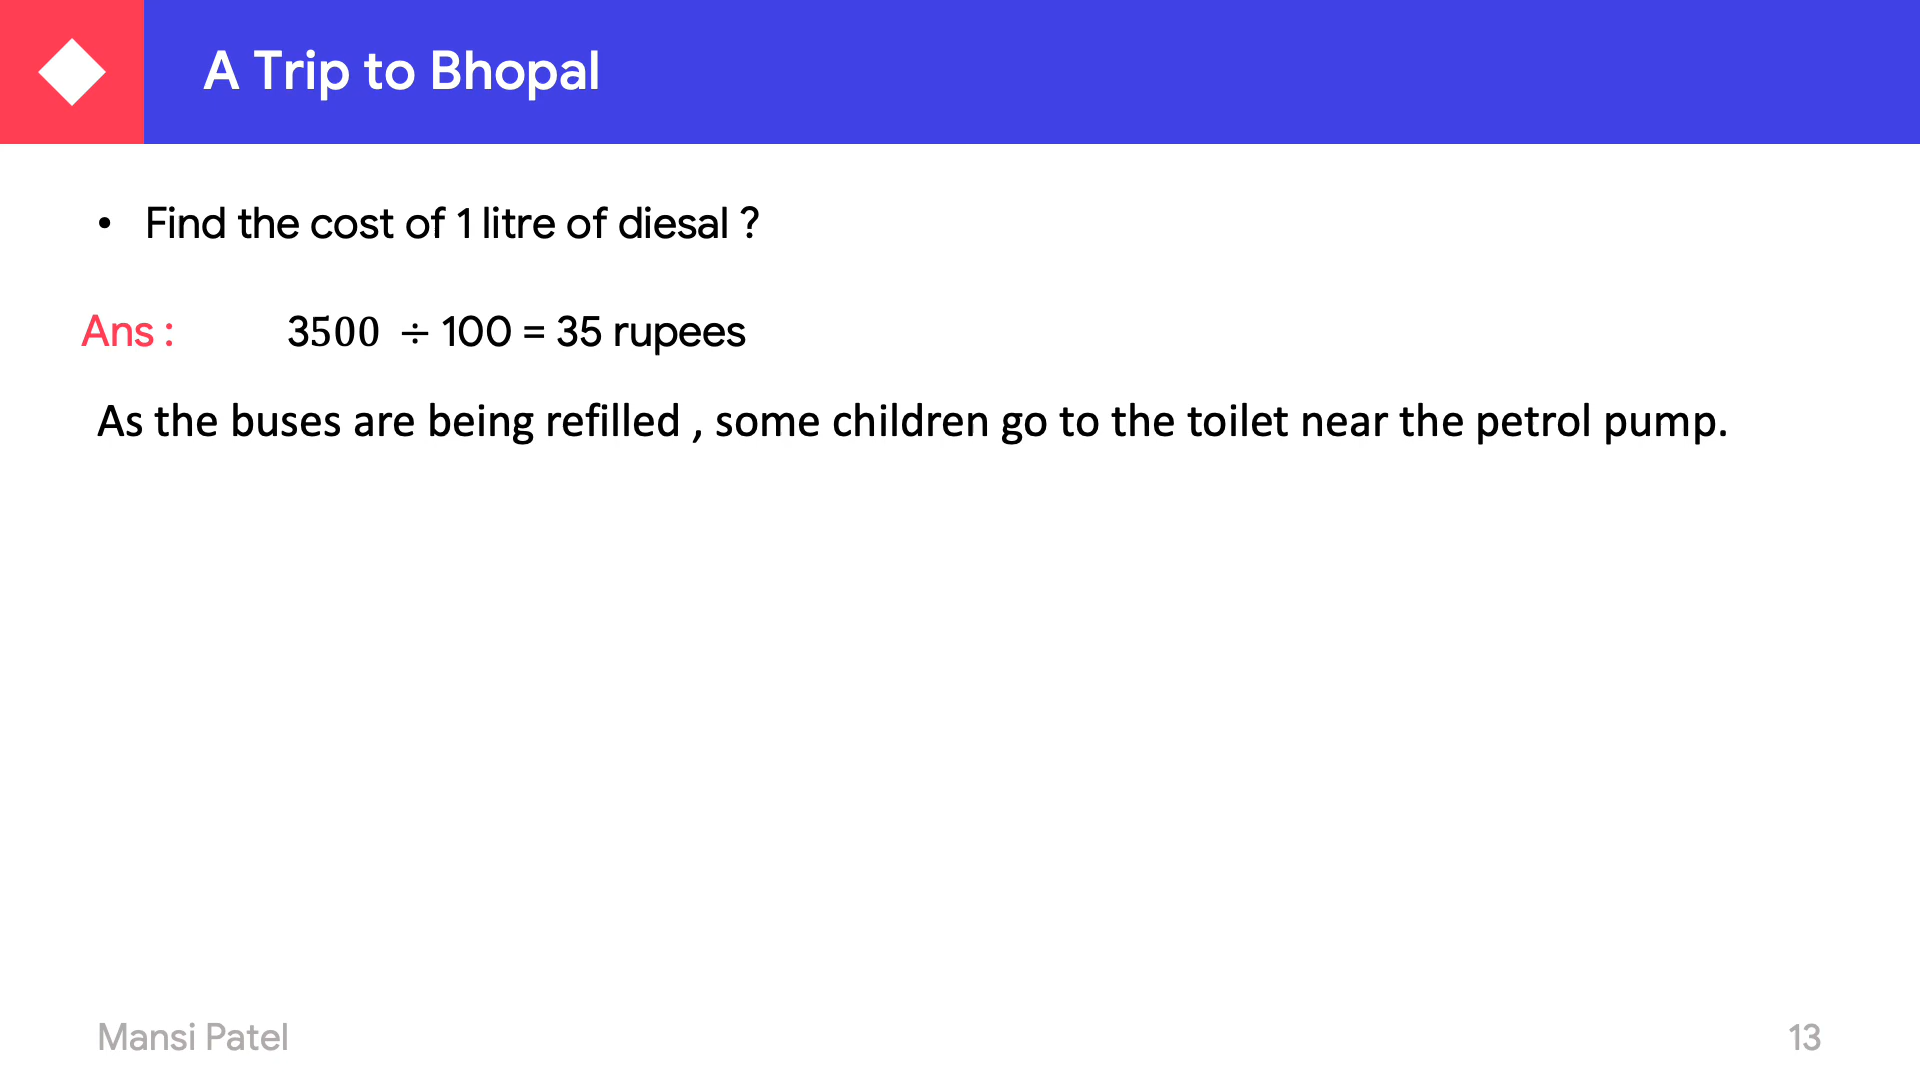 A Trip to Bhopal
• Find the cost of 1 litre of diesal ?
Ans : 3500 ÷ 100 = 35 rupees
As the buses are being refilled , some children go to the toilet near the petrol pump.
Mansi Patel 13